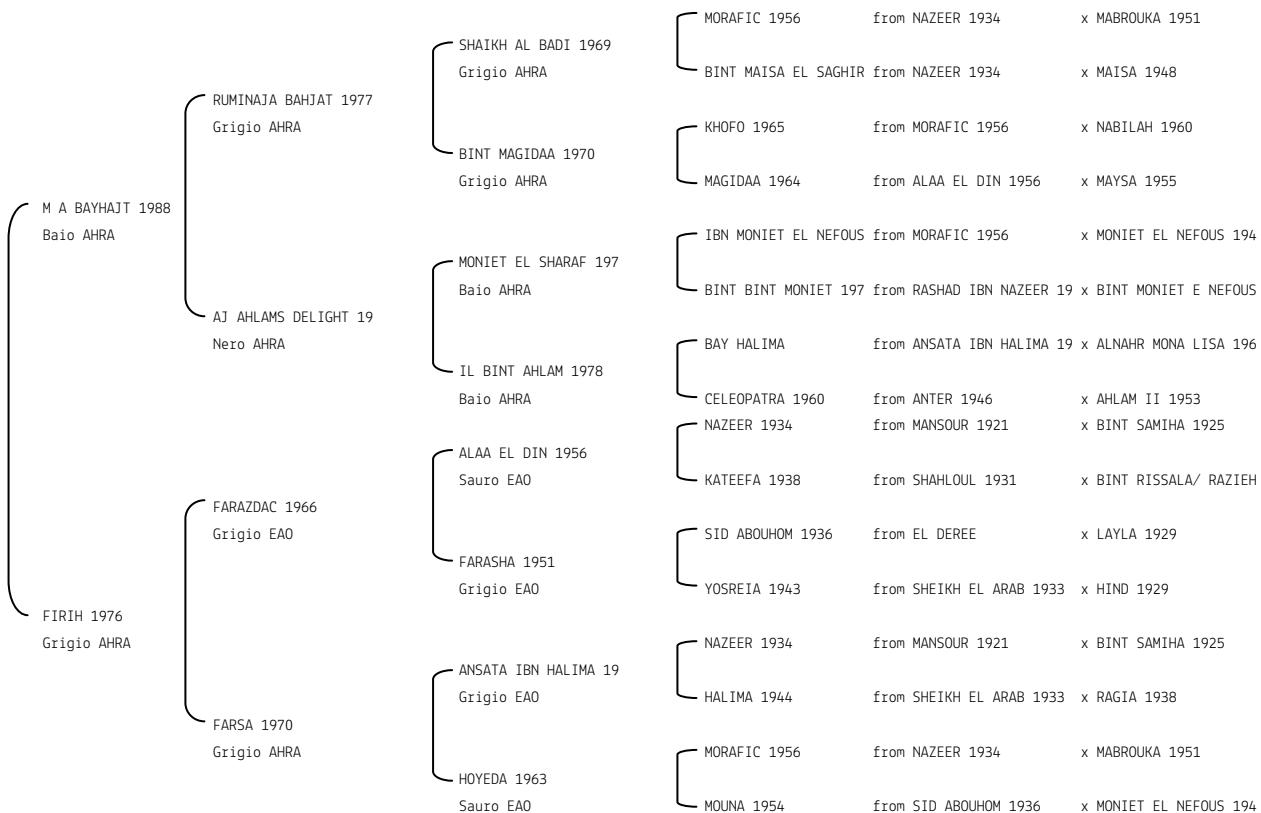 MORAFIC 1956 from NAZEER 1934 x MABROUKA 1951
SHAIKH AL BADI 1969
Grigio AHRA
BINT MAISA EL SAGHIR from NAZEER 1934 x MAISA 1948
RUMINAJA BAHJAT 1977
Grigio AHRA
KHOFO 1965 from MORAFIC 1956 x NABILAH 1960
BINT MAGIDAA 1970
Grigio AHRA
MAGIDAA 1964 from ALAA EL DIN 1956 x MAYSA 1955
M A BAYHAJT 1988
Baio AHRA
IBN MONIET EL NEFOUS from MORAFIC 1956 x MONIET EL NEFOUS 194
MONIET EL SHARAF 197
Baio AHRA
BINT BINT MONIET 197 from RASHAD IBN NAZEER 19 x BINT MONIET E NEFOUS
AJ AHLAMS DELIGHT 19
Nero AHRA
BAY HALIMA from ANSATA IBN HALIMA 19 x ALNAHR MONA LISA 196
IL BINT AHLAM 1978
Baio AHRA
CELEOPATRA 1960 from ANTER 1946 x AHLAM II 1953
NAZEER 1934 from MANSOUR 1921 x BINT SAMIHA 1925
ALAA EL DIN 1956
Sauro EAO
KATEEFA 1938 from SHAHLOUL 1931 x BINT RISSALA/ RAZIEH
FARAZDAC 1966
Grigio EAO
SID ABOUHOM 1936 from EL DEREE x LAYLA 1929
FARASHA 1951
Grigio EAO
YOSREIA 1943 from SHEIKH EL ARAB 1933 x HIND 1929
FIRIH 1976
Grigio AHRA
NAZEER 1934 from MANSOUR 1921 x BINT SAMIHA 1925
ANSATA IBN HALIMA 19
Grigio EAO
HALIMA 1944 from SHEIKH EL ARAB 1933 x RAGIA 1938
FARSA 1970
Grigio AHRA
MORAFIC 1956 from NAZEER 1934 x MABROUKA 1951
HOYEDA 1963
Sauro EAO
MOUNA 1954 from SID ABOUHOM 1936 x MONIET EL NEFOUS 194